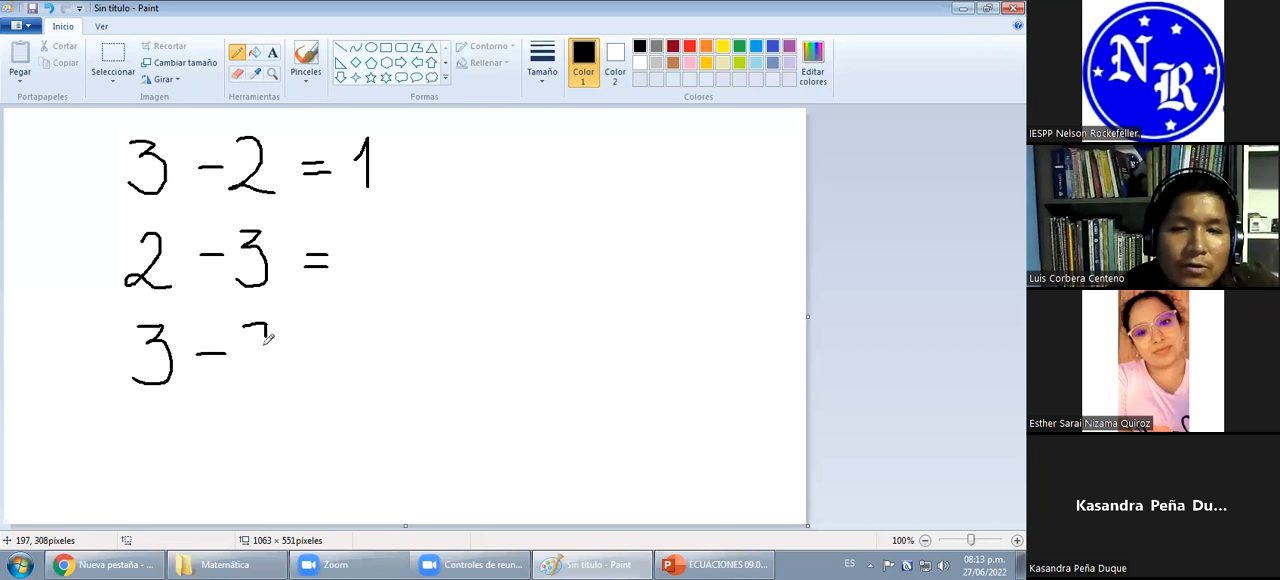 Sin título - Paint
Inicio Ver
Pegar
Cortar
Copiar
Portapapeles
Seleccionar
Recortar
Cambiar tamaño
Girar
Imagen
A
Herramientas
Pinceles
Contorno
Rellenar
Formas
Tamaño
Color 1
Color 2
Editar colores
Colores
3 - 2 = 1
2 - 3 =
3 -
197, 308píxeles
1063 × 551píxeles
100%
Nueva pestaña - ...
Matemática
Zoom
Controles de reun...
Sin título - Paint
ECUACIONES 09.0...
ES
08:13 p.m.
27/06/2022
NR
IESPP Nelson Rockefeller
Luis Corbera Centeno
Esther Sarai Nizama Quiroz
Kasandra Peña Du...
Kasandra Peña Duque